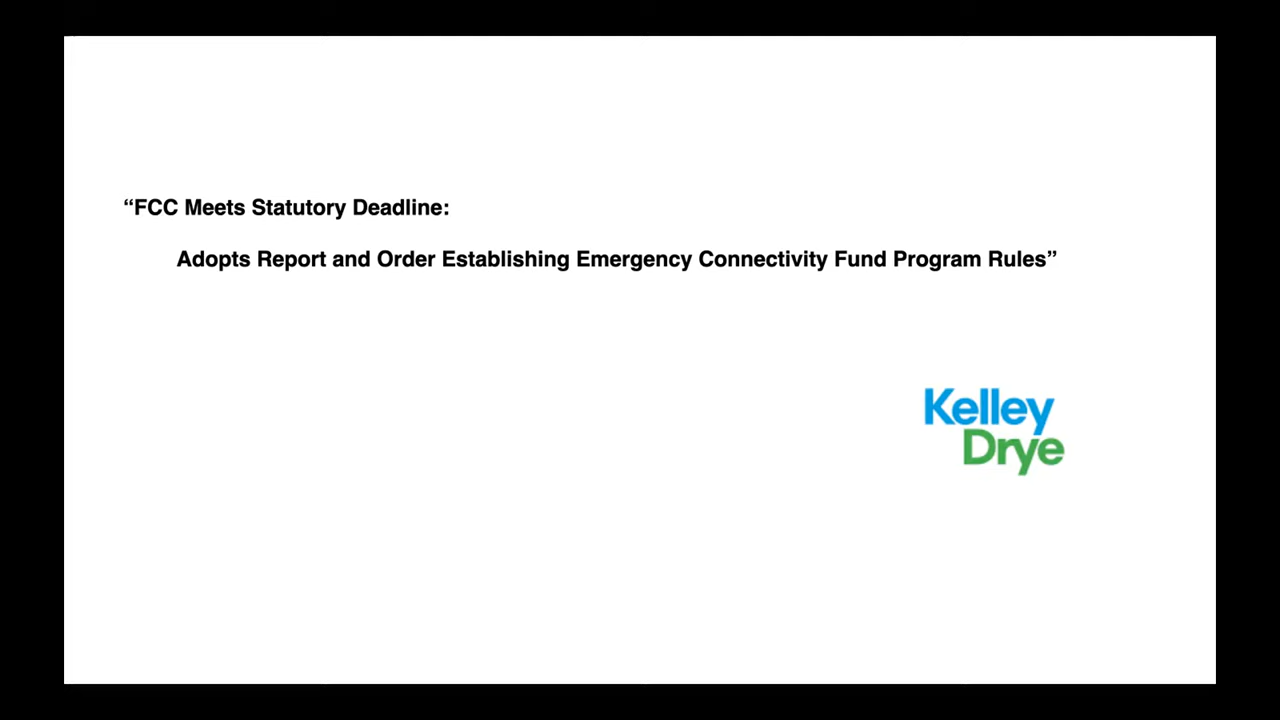 “FCC Meets Statutory Deadline:
Adopts Report and Order Establishing Emergency Connectivity Fund Program Rules”
Kelley
Drye